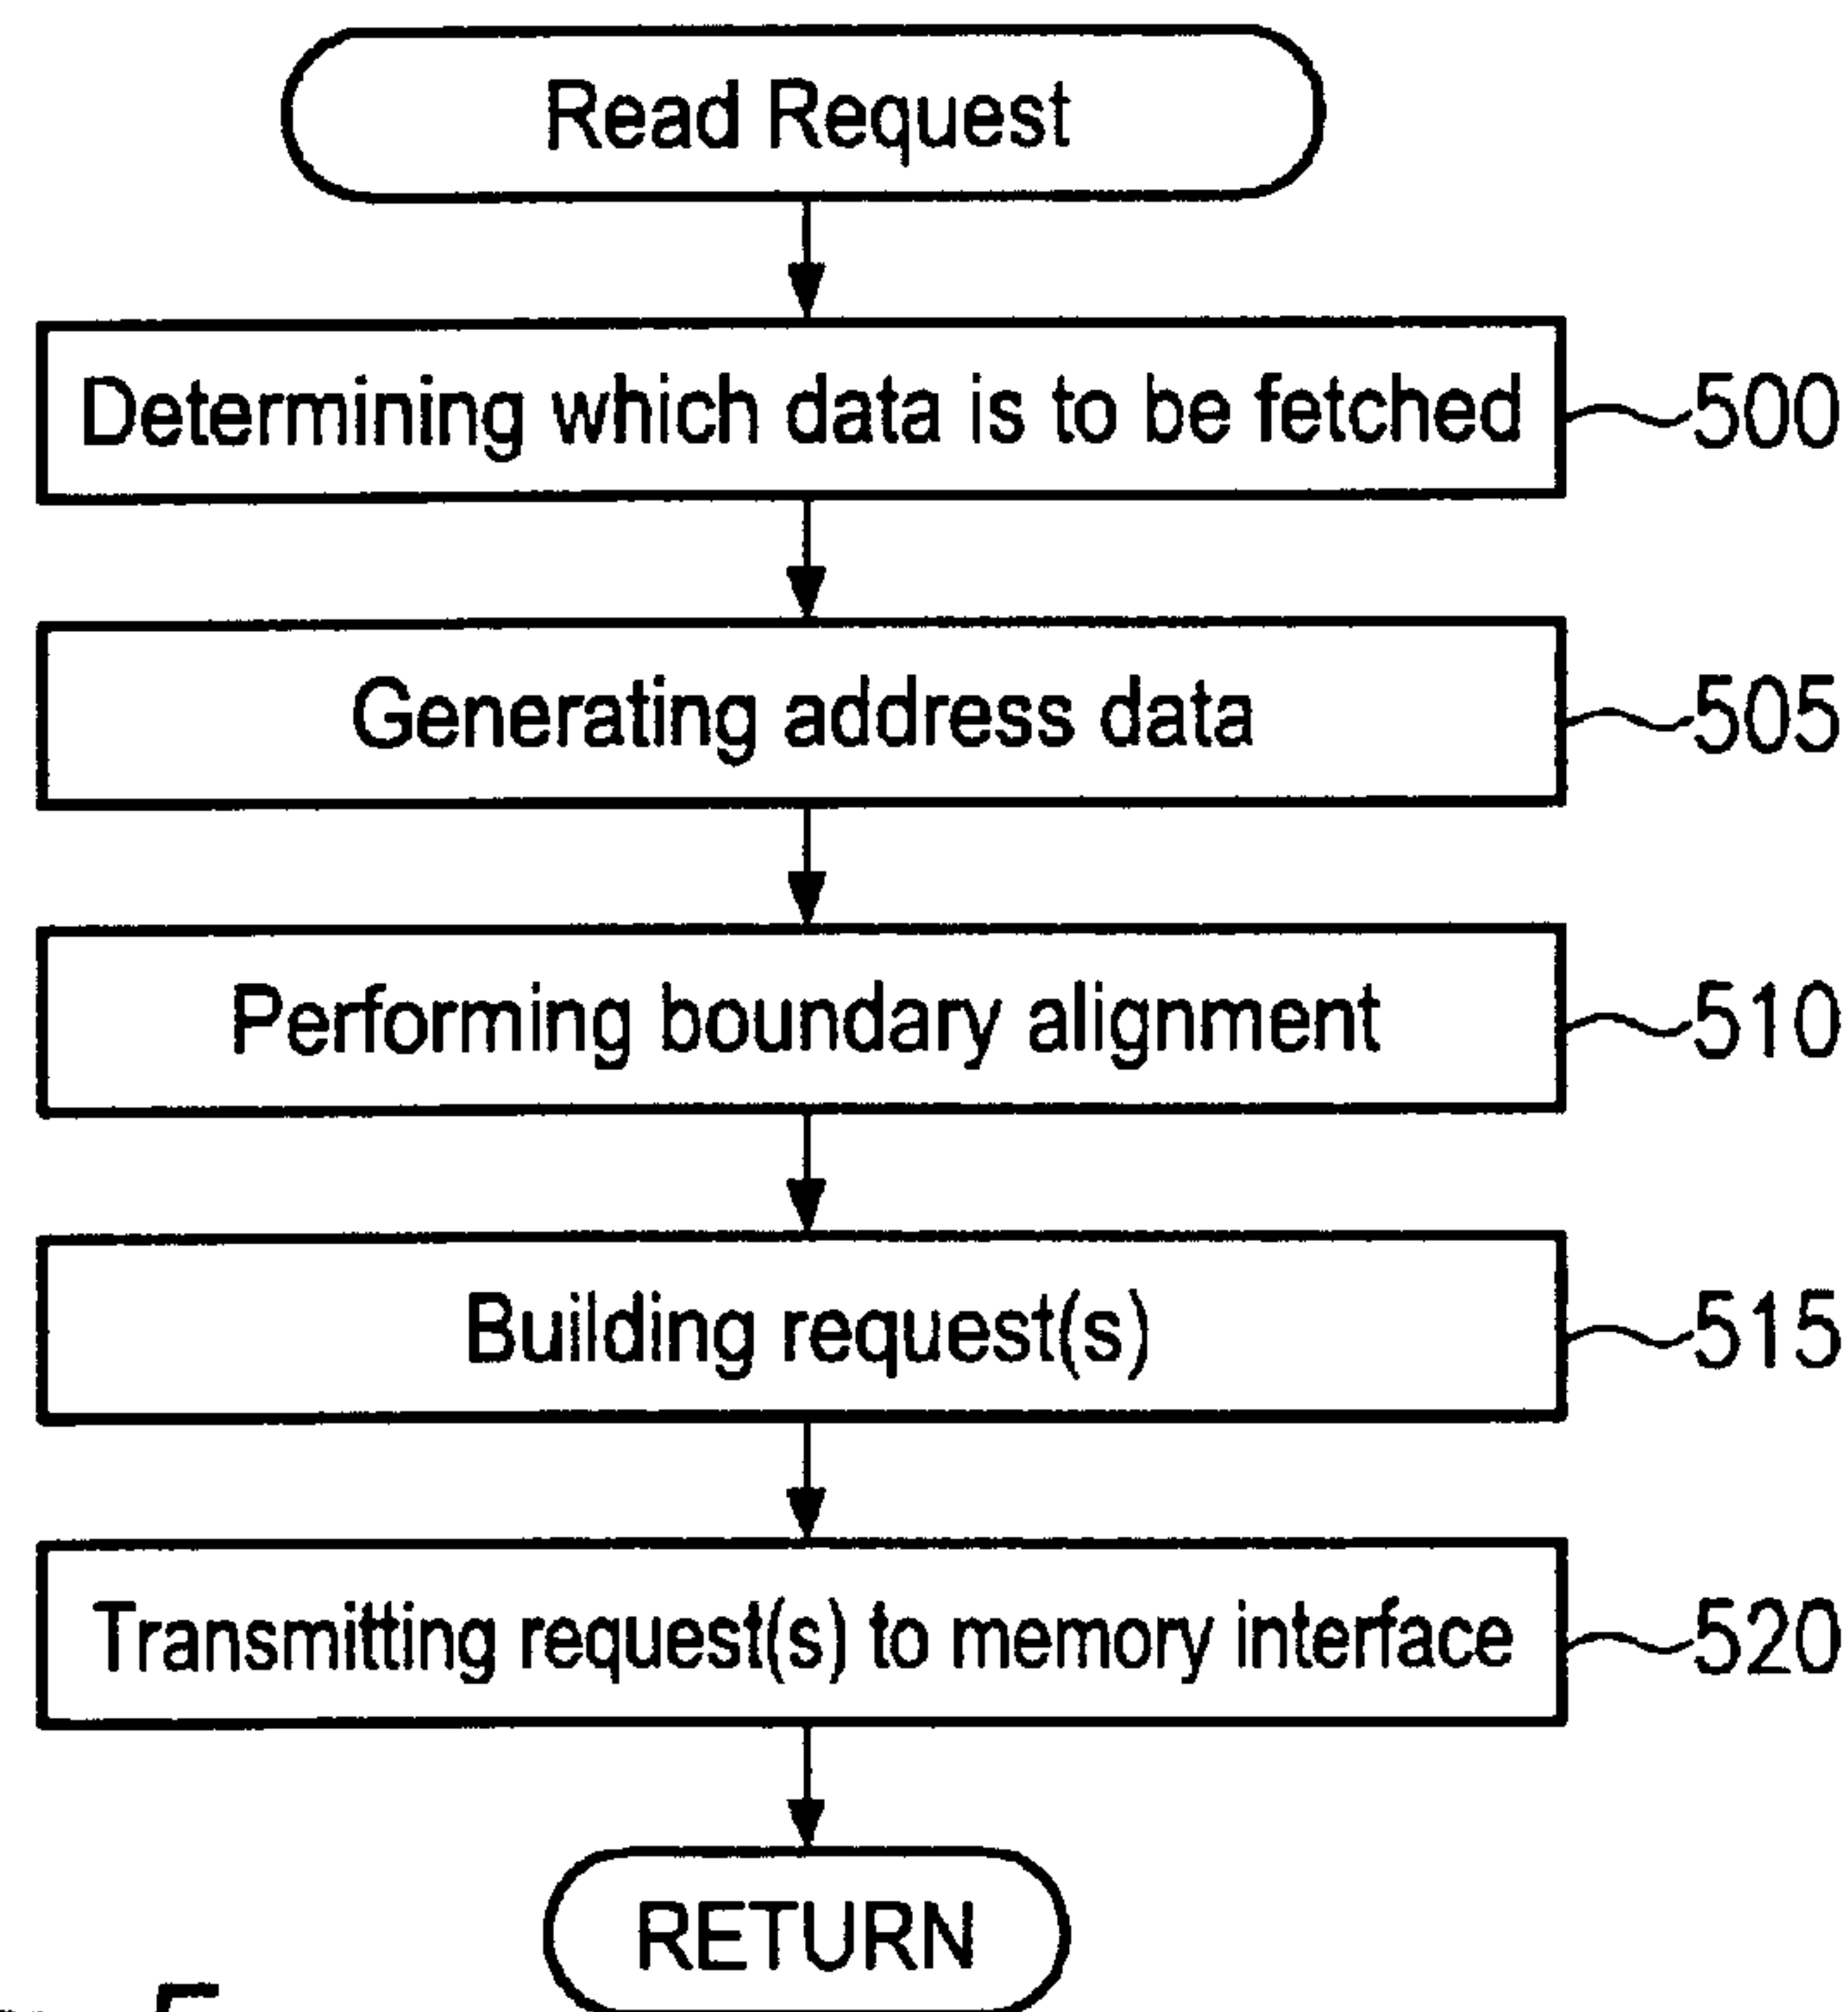 Read Request
Determining which data is to be fetched 500
Generating address data 505
Performing boundary alignment 510
Building request(s) 515
Transmitting request(s) to memory interface 520
RETURN